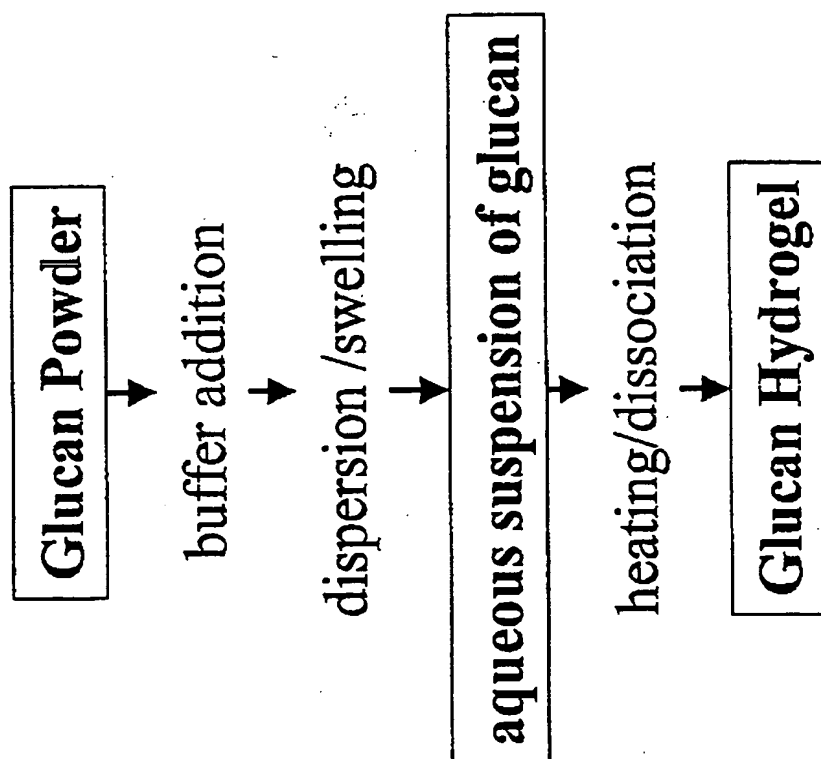 Glucan Powder
buffer addition
dispersion /swelling
aqueous suspension of glucan
heating/dissociation
Glucan Hydrogel